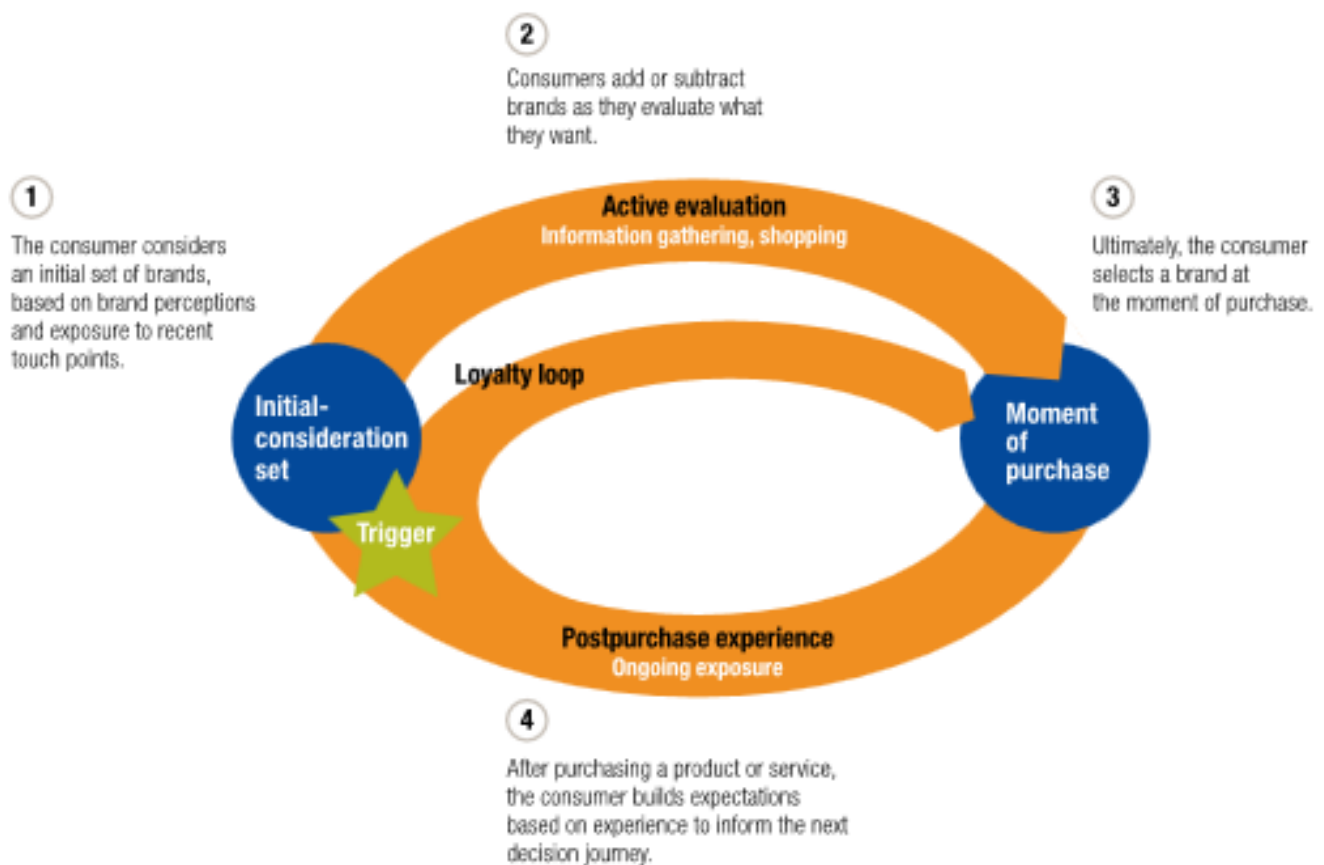 1
The consumer considers
an initial set of brands,
based on brand perceptions
and exposure to recent
touch points.
2
Consumers add or subtract
brands as they evaluate what
they want.
3
Ultimately, the consumer
selects a brand at
the moment of purchase.
Active evaluation
Information gathering, shopping
Loyalty loop
Initial-
consideration
set
Trigger
Moment
of
purchase
Postpurchase experience
Ongoing exposure
4
After purchasing a product or service,
the consumer builds expectations
based on experience to inform the next
decision journey.